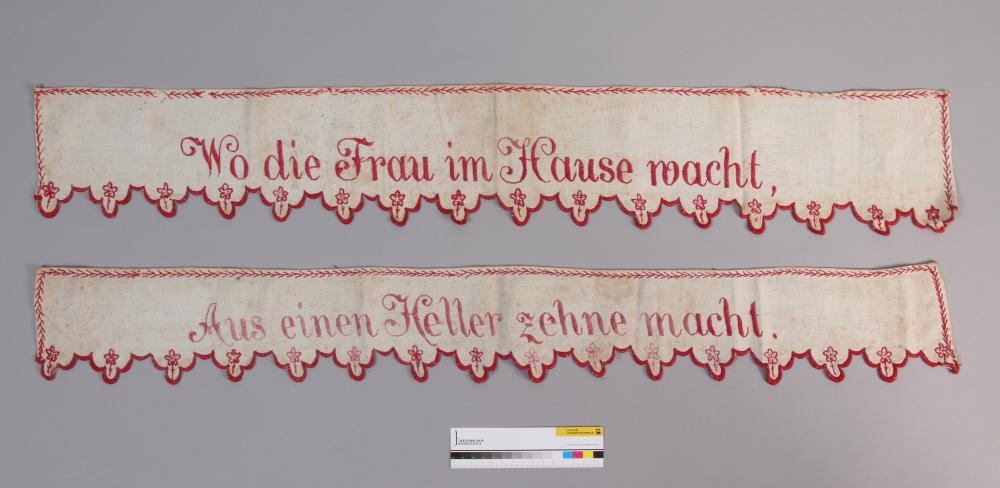 Wo die Frau im Hause wacht,
Aus einen Heller zehne macht.